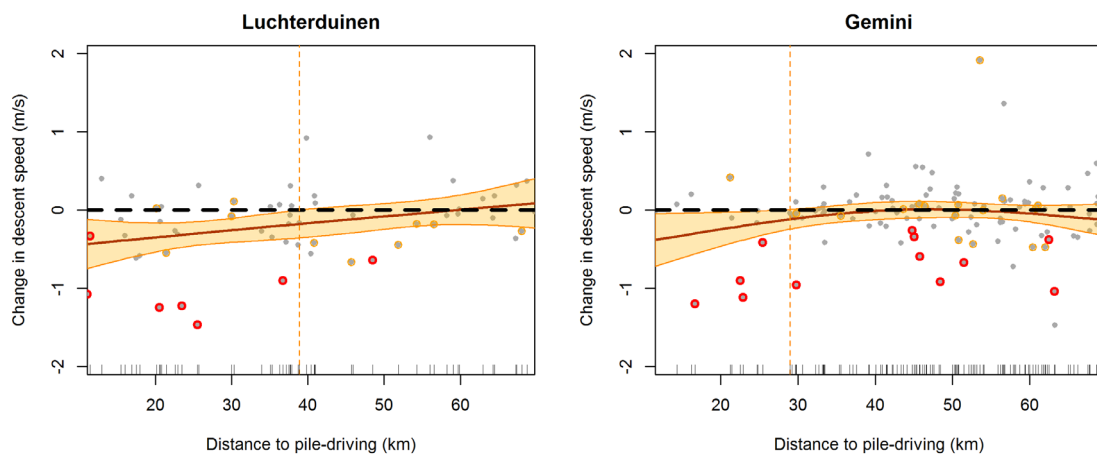 Luchterduinen
Change in descent speed (m/s)
2
1
0
-1
-2
20 30 40 50 60
Distance to pile-driving (km)
Gemini
Change in descent speed (m/s)
2
1
0
-1
-2
20 30 40 50 60
Distance to pile-driving (km)